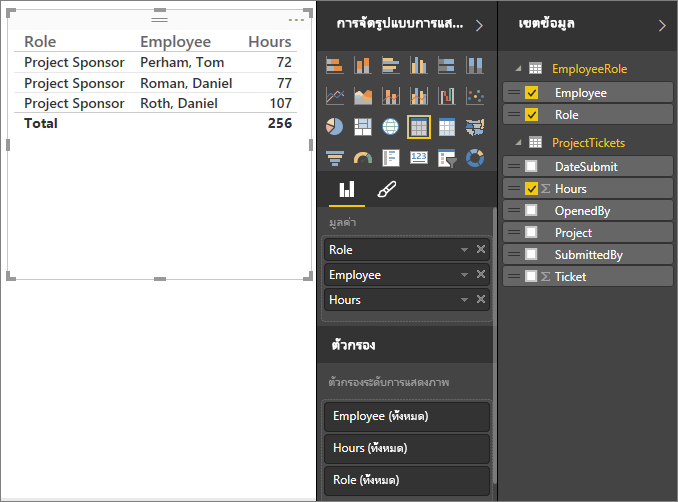 Role Employee Hours
Project Sponsor Perham, Tom 72
Project Sponsor Roman, Daniel 77
Project Sponsor Roth, Daniel 107
Total 256
การจัดรูปแบบการแส...
123
มูลค่า
Role
Employee
Hours
ตัวกรอง
ตัวกรองระดับการแสดงภาพ
Employee (ทั้งหมด)
Hours (ทั้งหมด)
Role (ทั้งหมด)
เขตข้อมูล
EmployeeRole
Employee
Role
ProjectTickets
DateSubmit
Σ Hours
OpenedBy
Project
SubmittedBy
Σ Ticket